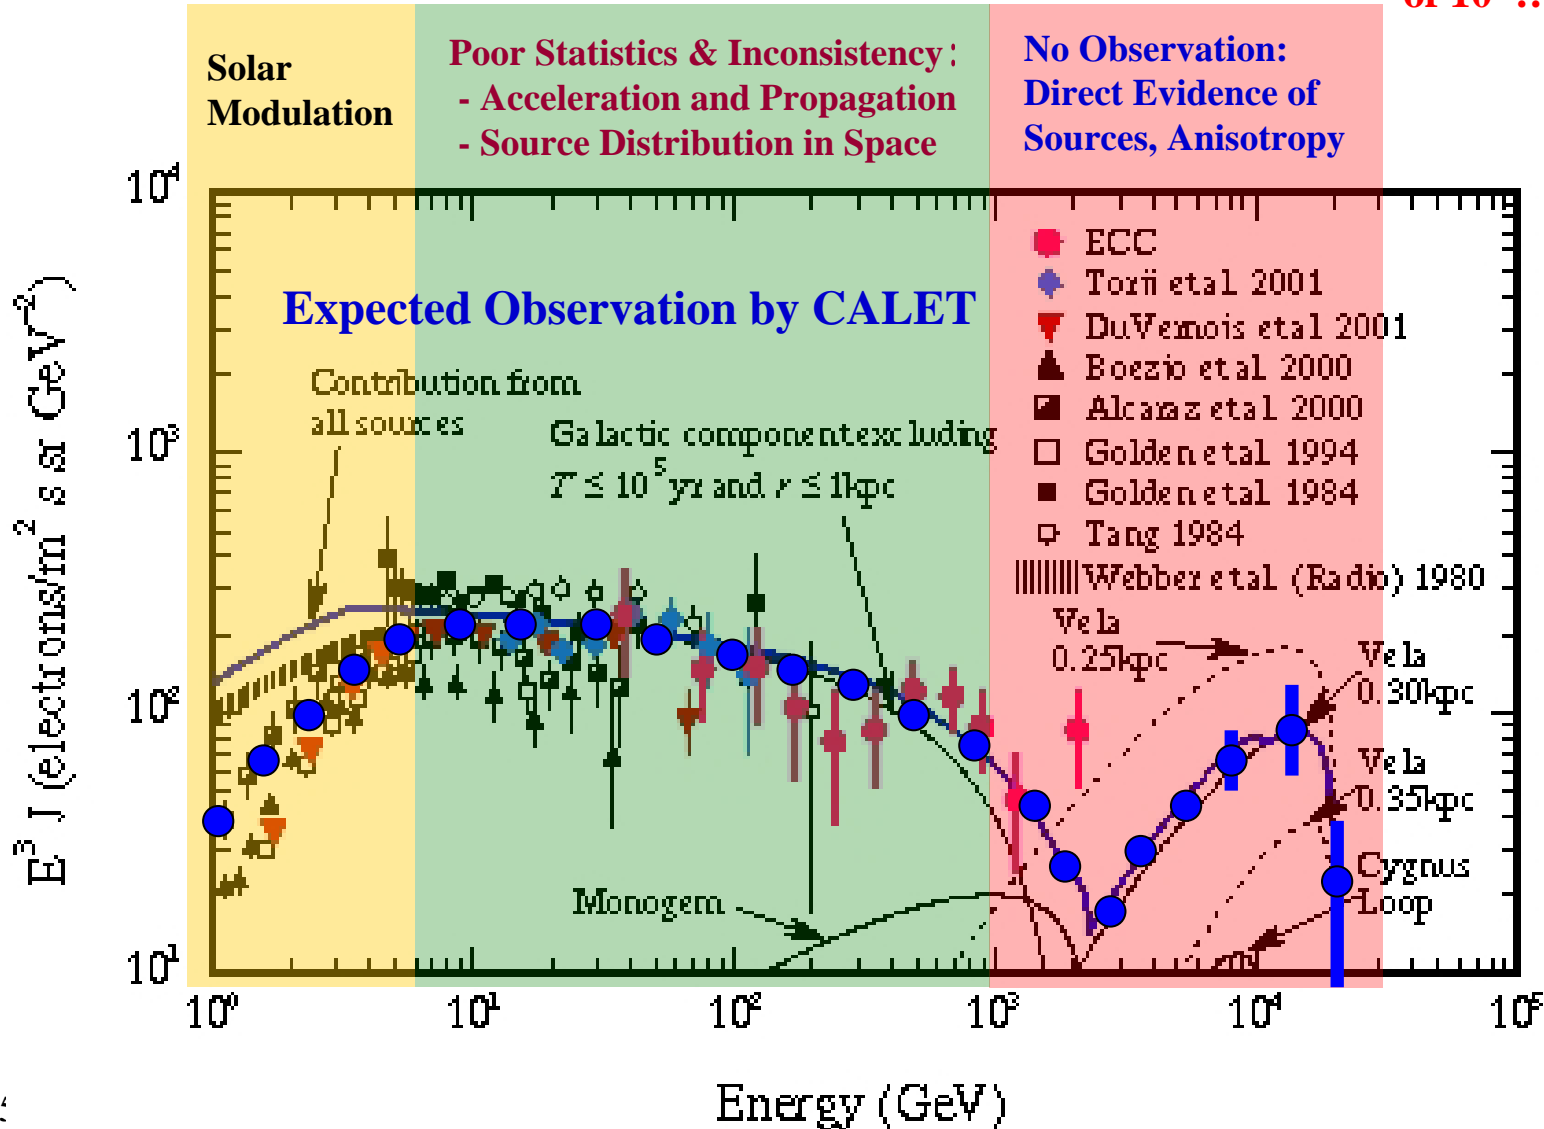 Solar
Modulation
Poor Statistics & Inconsistency :
- Acceleration and Propagation
- Source Distribution in Space
No Observation:
Direct Evidence of
Sources, Anisotropy
Expected Observation by CALET
Contribution from
all sources
Galactic component excluding
T ≤ 10⁵ yr and r ≤ 1kpc
Monogem
ECC
Torii et al 2001
DuVernois et al 2001
Boezio et al 2000
Alcaraz et al 2000
Golden et al 1994
Golden et al 1984
Tang 1984
Webber et al (Radio) 1980
Vela
0.25kpc
Vela
0.30kpc
Vela
0.35kpc
Cygnus
Loop
E³ J (electrons/m² s sr GeV⁻²)
10⁴
10³
10²
10¹
10⁰ 10¹ 10² 10³ 10⁴ 10⁵
Energy (GeV)